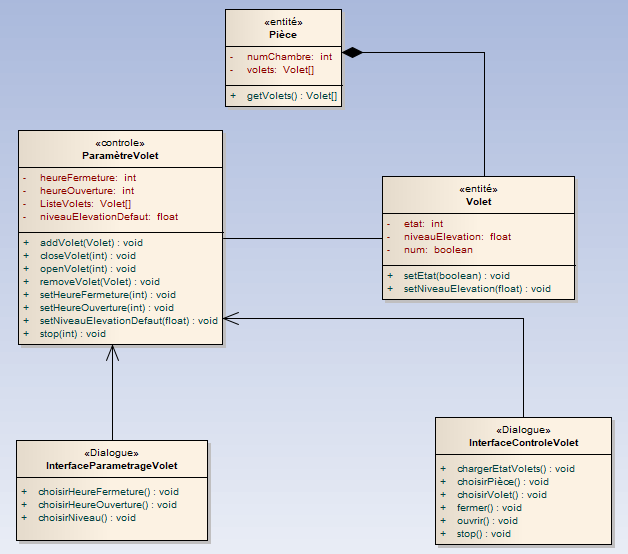 «entité»
Pièce
- numChambre: int
- volets: Volet[]
+ getVolets() : Volet[]
«controle»
ParamètreVolet
- heureFermeture: int
- heureOuverture: int
- ListeVolets: Volet[]
- niveauElevationDefaut: float
+ addVolet(Volet) : void
+ closeVolet(int) : void
+ openVolet(int) : void
+ removeVolet(Volet) : void
+ setHeureFermeture(int) : void
+ setHeureOuverture(int) : void
+ setNiveauElevationDefaut(float) : void
+ stop(int) : void
«entité»
Volet
- etat: int
- niveauElevation: float
- num: boolean
+ setEtat(boolean) : void
+ setNiveauElevation(float) : void
«Dialogue»
InterfaceParametrageVolet
+ choisirHeureFermeture() : void
+ choisirHeureOuverture() : void
+ choisirNiveau() : void
«Dialogue»
InterfaceControleVolet
+ chargerEtatVolets() : void
+ choisirPièce() : void
+ choisirVolet() : void
+ fermer() : void
+ ouvrir() : void
+ stop() : void